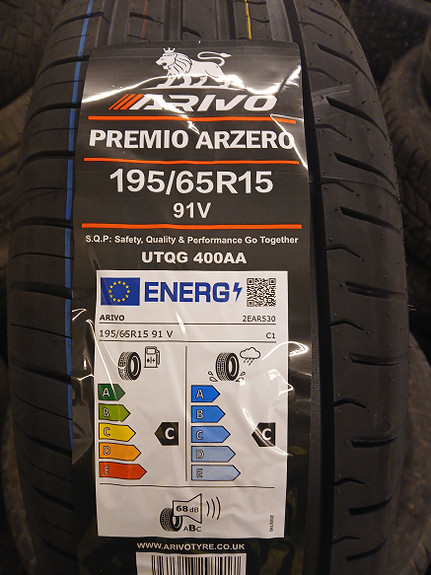 ARIVO
PREMIO ARZERO
195/65R15
91V
S.Q.P: Safety, Quality & Performance Go Together
UTQG 400AA
ENERG
ARIVO 2EAR530
195/65R15 91 V C1
A A
B B
C C C C
D D
E E
68 dB
ABC
WWW.ARIVOTYRE.CO.UK